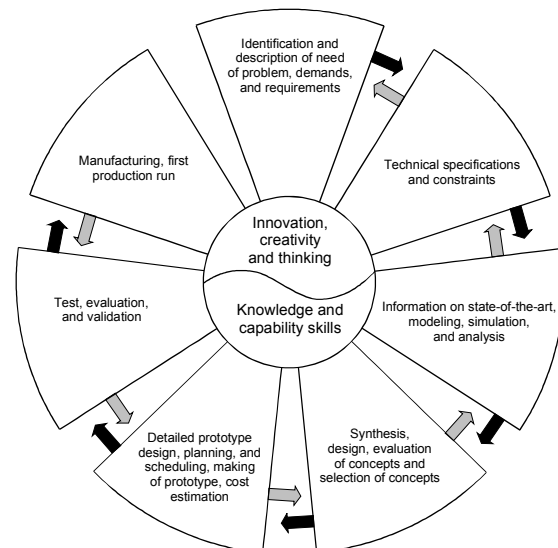 Identification and
description of need
of problem, demands,
and requirements
Technical specifications
and constraints
Information on state-of-the-art,
modeling, simulation,
and analysis
Synthesis,
design, evaluation
of concepts and
selection of concepts
Detailed prototype
design, planning, and
scheduling, making
of prototype, cost
estimation
Test, evaluation,
and validation
Manufacturing, first
production run
Innovation,
creativity
and thinking
Knowledge and
capability skills